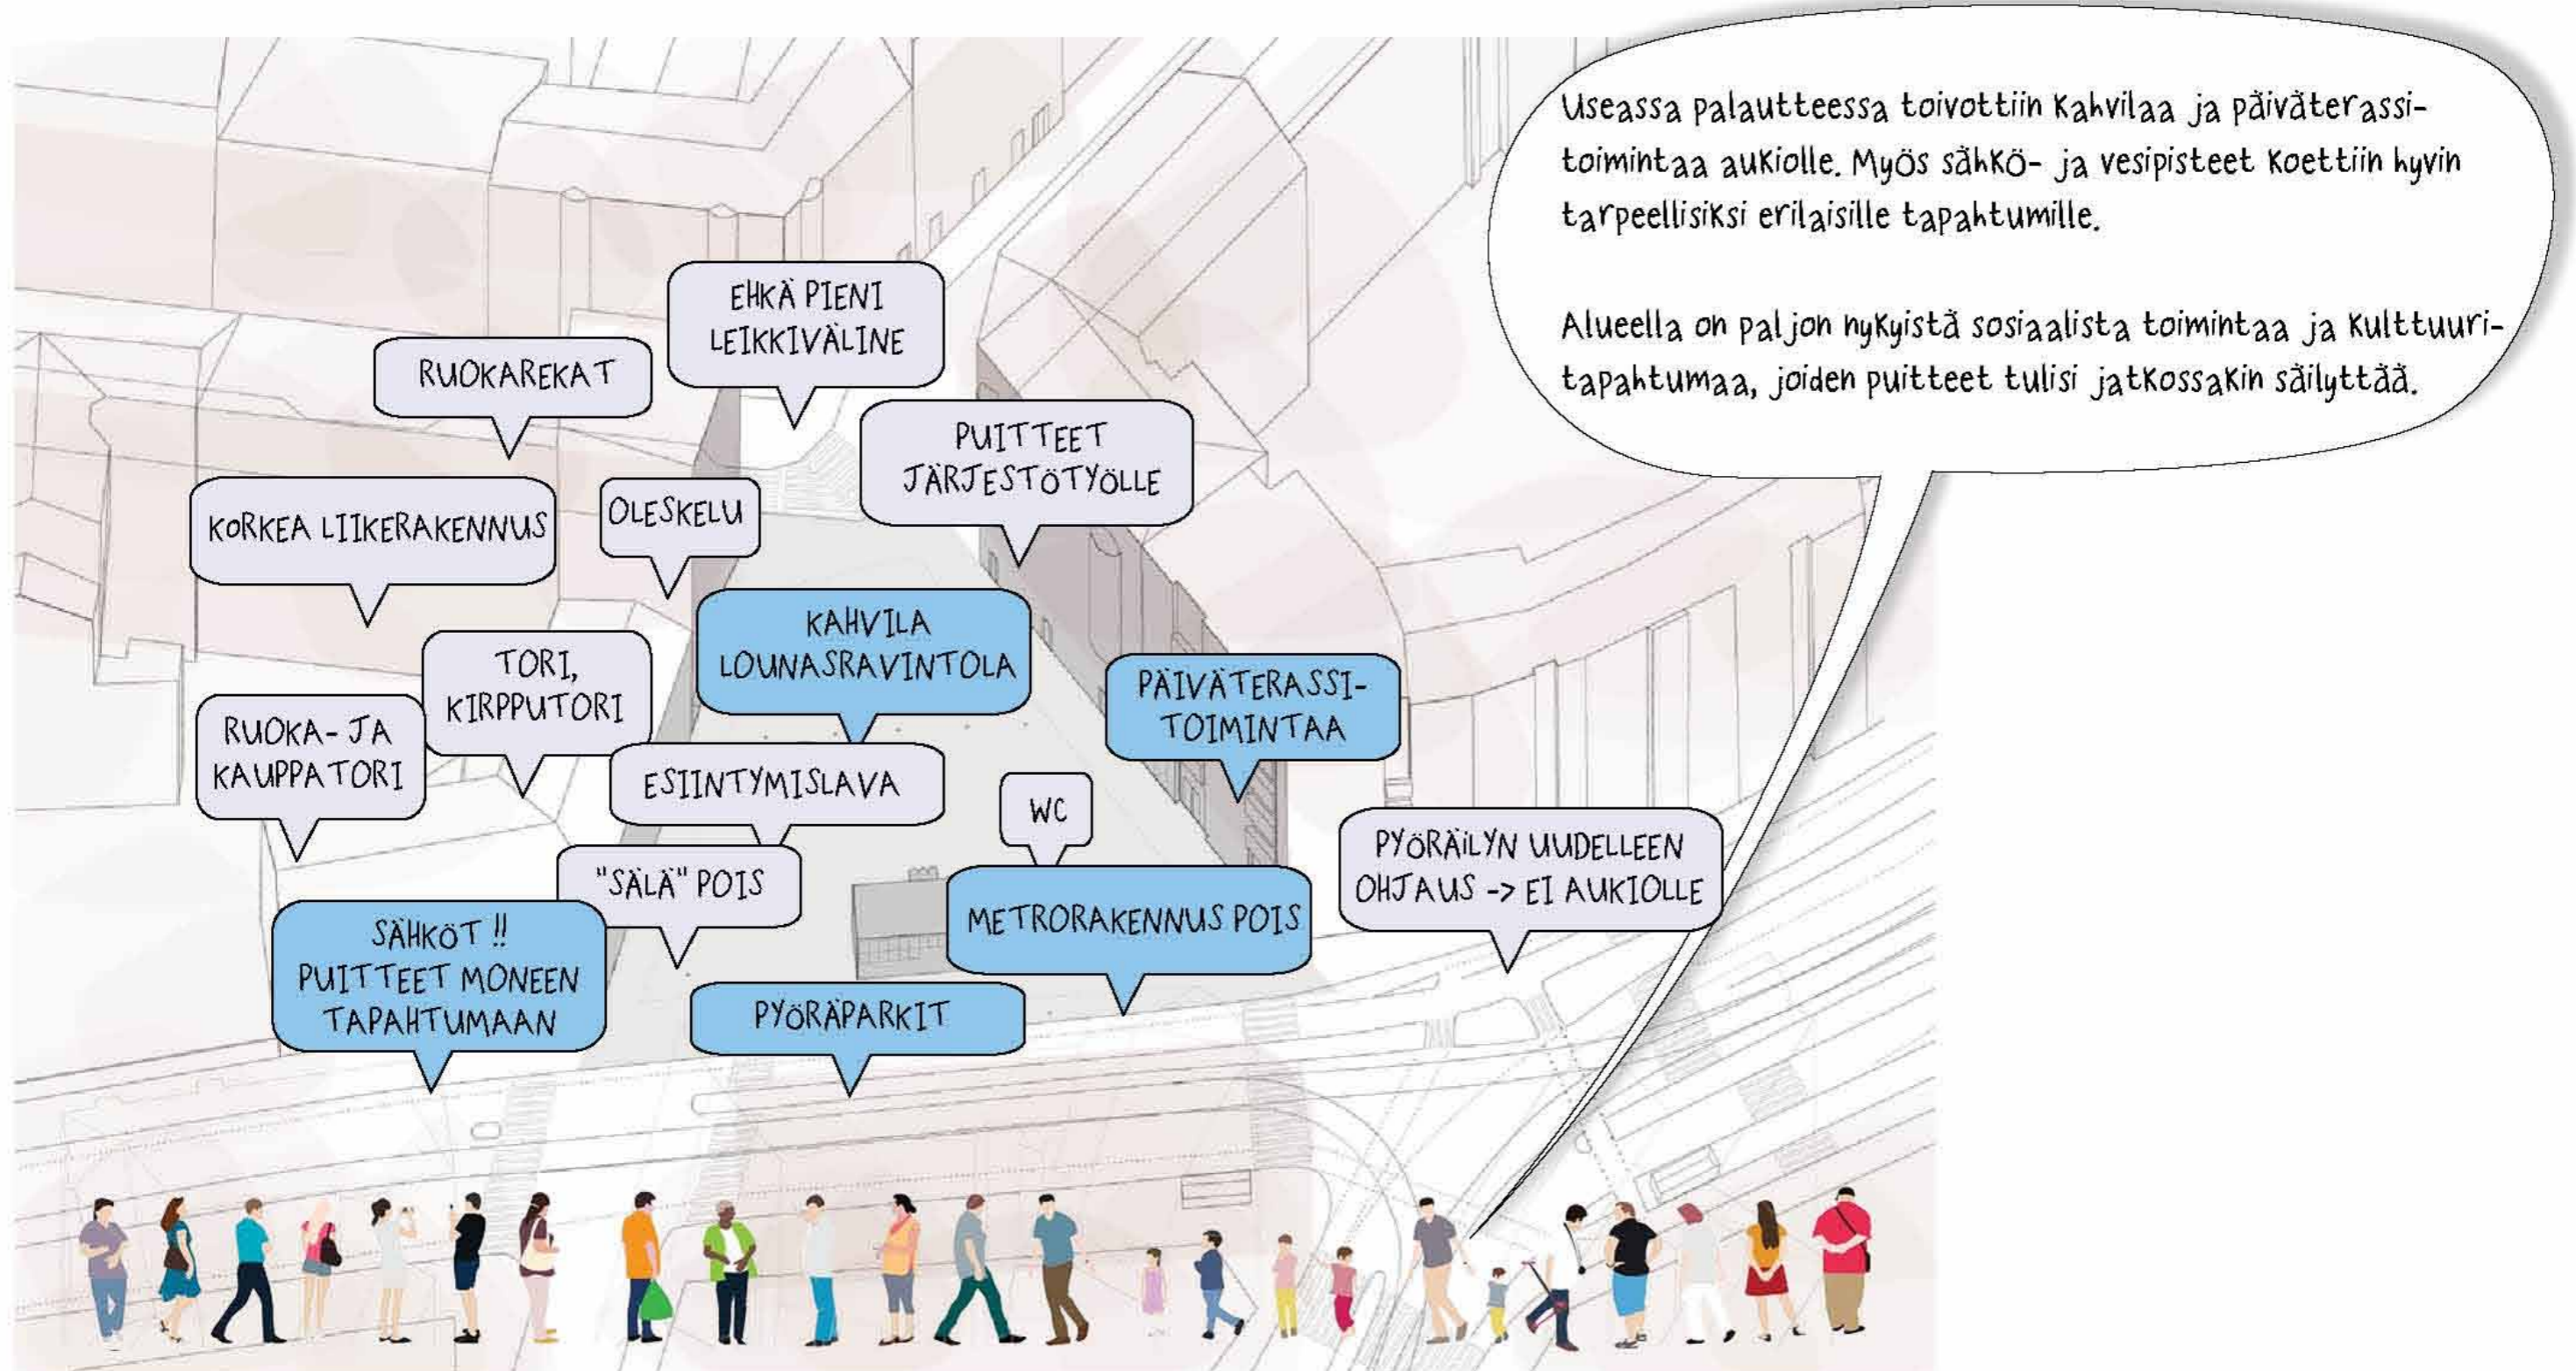 Useassa palautteessa toivottiin kahvilaa ja päiväterassi-
toimintaa aukiolle. Myös sähkö- ja vesipisteet koettiin hyvin
tarpeellisiksi erilaisille tapahtumille.
Alueella on paljon nykyistä sosiaalista toimintaa ja kulttuuri-
tapahtumaa, joiden puitteet tulisi jatkossakin säilyttää.
EHKÄ PIENI
LEIKKIVÄLINE
RUOKAREKAT
PUITTEET
JÄRJESTÖTYÖLLE
KORKEA LIIKERAKENNUS
OLESKELU
KAHVILA
LOUNASRAVINTOLA
TORI,
KIRPPUTORI
PÄIVÄTERASSI-
TOIMINTAA
RUOKA- JA
KAUPPATORI
ESIINTYMISLAVA
WC
PYÖRÄILYN UUDELLEEN
OHJAUS -> EI AUKIOLLE
"SÄLÄ" POIS
METRORAKENNUS POIS
SÄHKÖT !!
PUITTEET MONEEN
TAPAHTUMAAN
PYÖRÄPARKIT